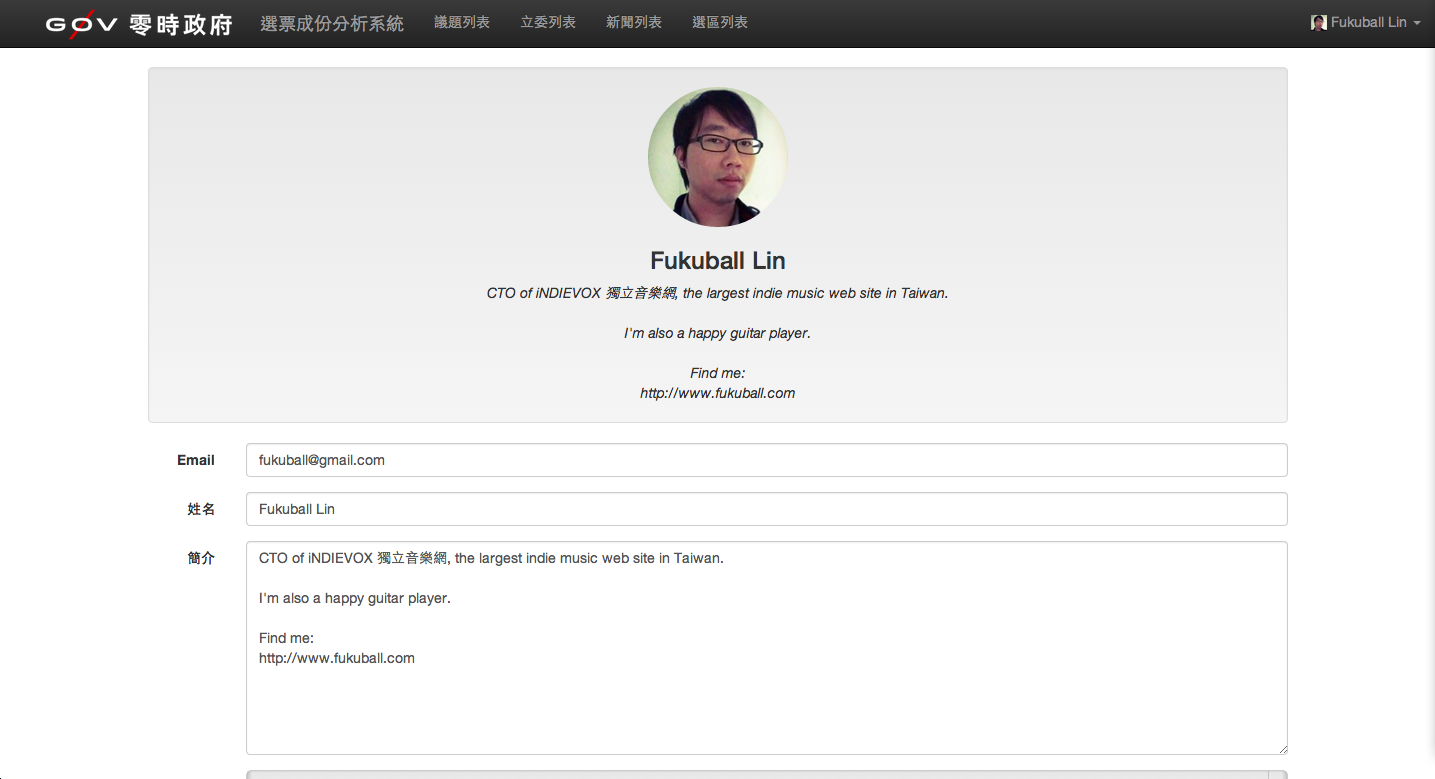 G0V 零時政府 選票成份分析系統 議題列表 立委列表 新聞列表 選區列表 Fukuball Lin
Fukuball Lin
CTO of iNDIEVOX 獨立音樂網, the largest indie music web site in Taiwan.
I'm also a happy guitar player.
Find me:
http://www.fukuball.com
Email fukuball@gmail.com
姓名 Fukuball Lin
簡介 CTO of iNDIEVOX 獨立音樂網, the largest indie music web site in Taiwan.
I'm also a happy guitar player.
Find me:
http://www.fukuball.com